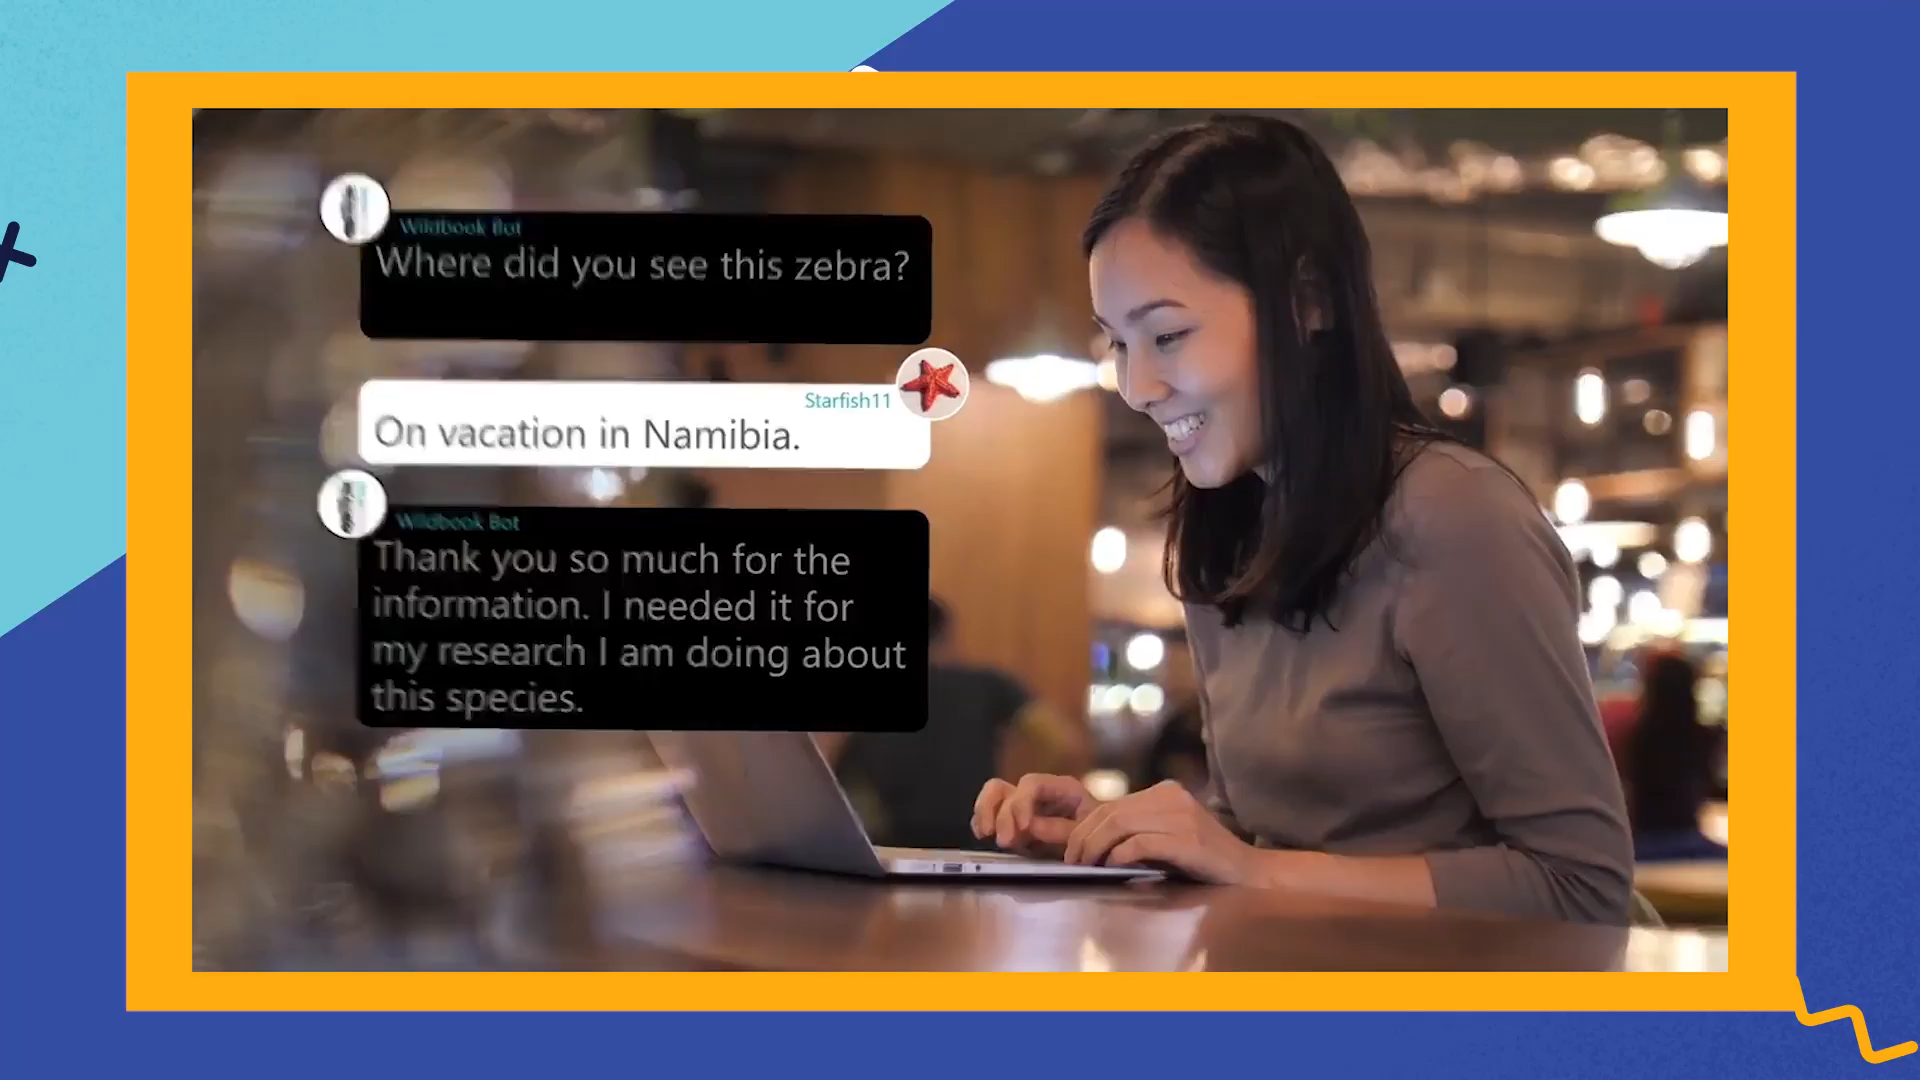 Wildbook Bot
Where did you see this zebra?
Starfish11
On vacation in Namibia.
Wildbook Bot
Thank you so much for the
information. I needed it for
my research I am doing about
this species.